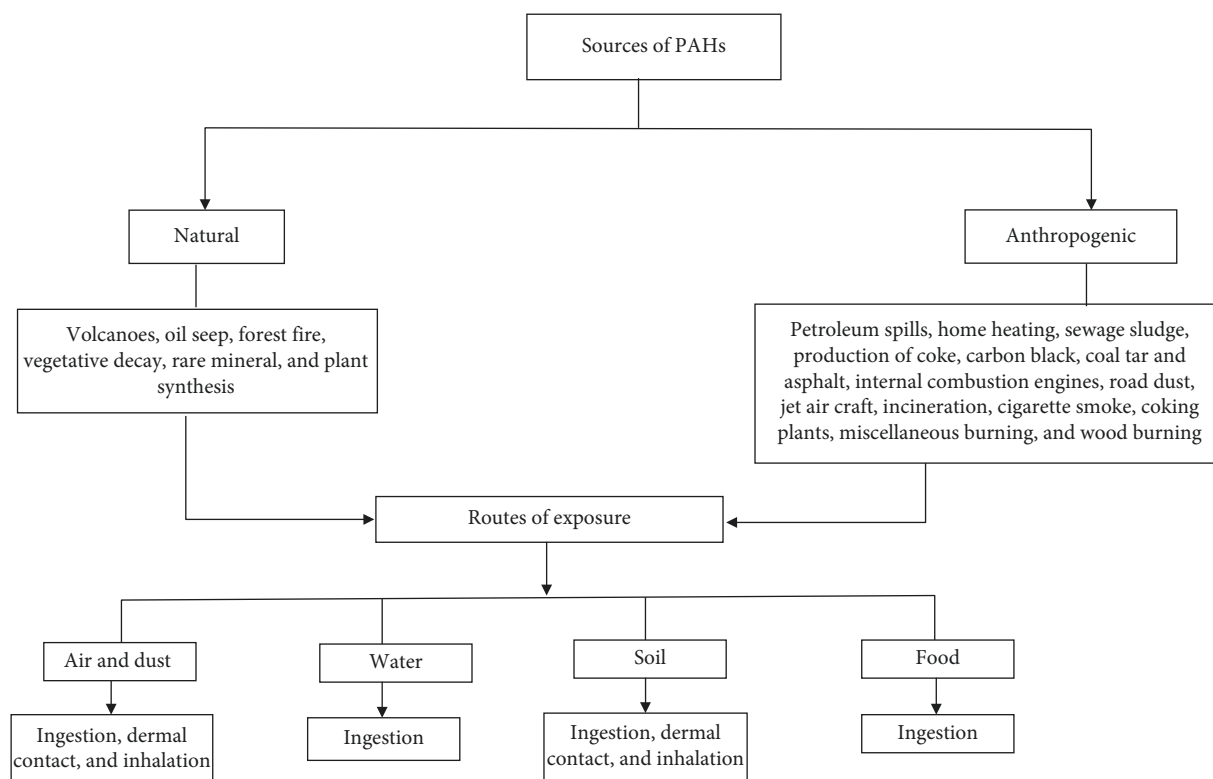 Sources of PAHs
Natural
Anthropogenic
Volcanoes, oil seep, forest fire,
vegetative decay, rare mineral, and plant
synthesis
Petroleum spills, home heating, sewage sludge,
production of coke, carbon black, coal tar and
asphalt, internal combustion engines, road dust,
jet air craft, incineration, cigarette smoke, coking
plants, miscellaneous burning, and wood burning
Routes of exposure
Air and dust
Water
Soil
Food
Ingestion, dermal
contact, and inhalation
Ingestion
Ingestion, dermal
contact, and inhalation
Ingestion